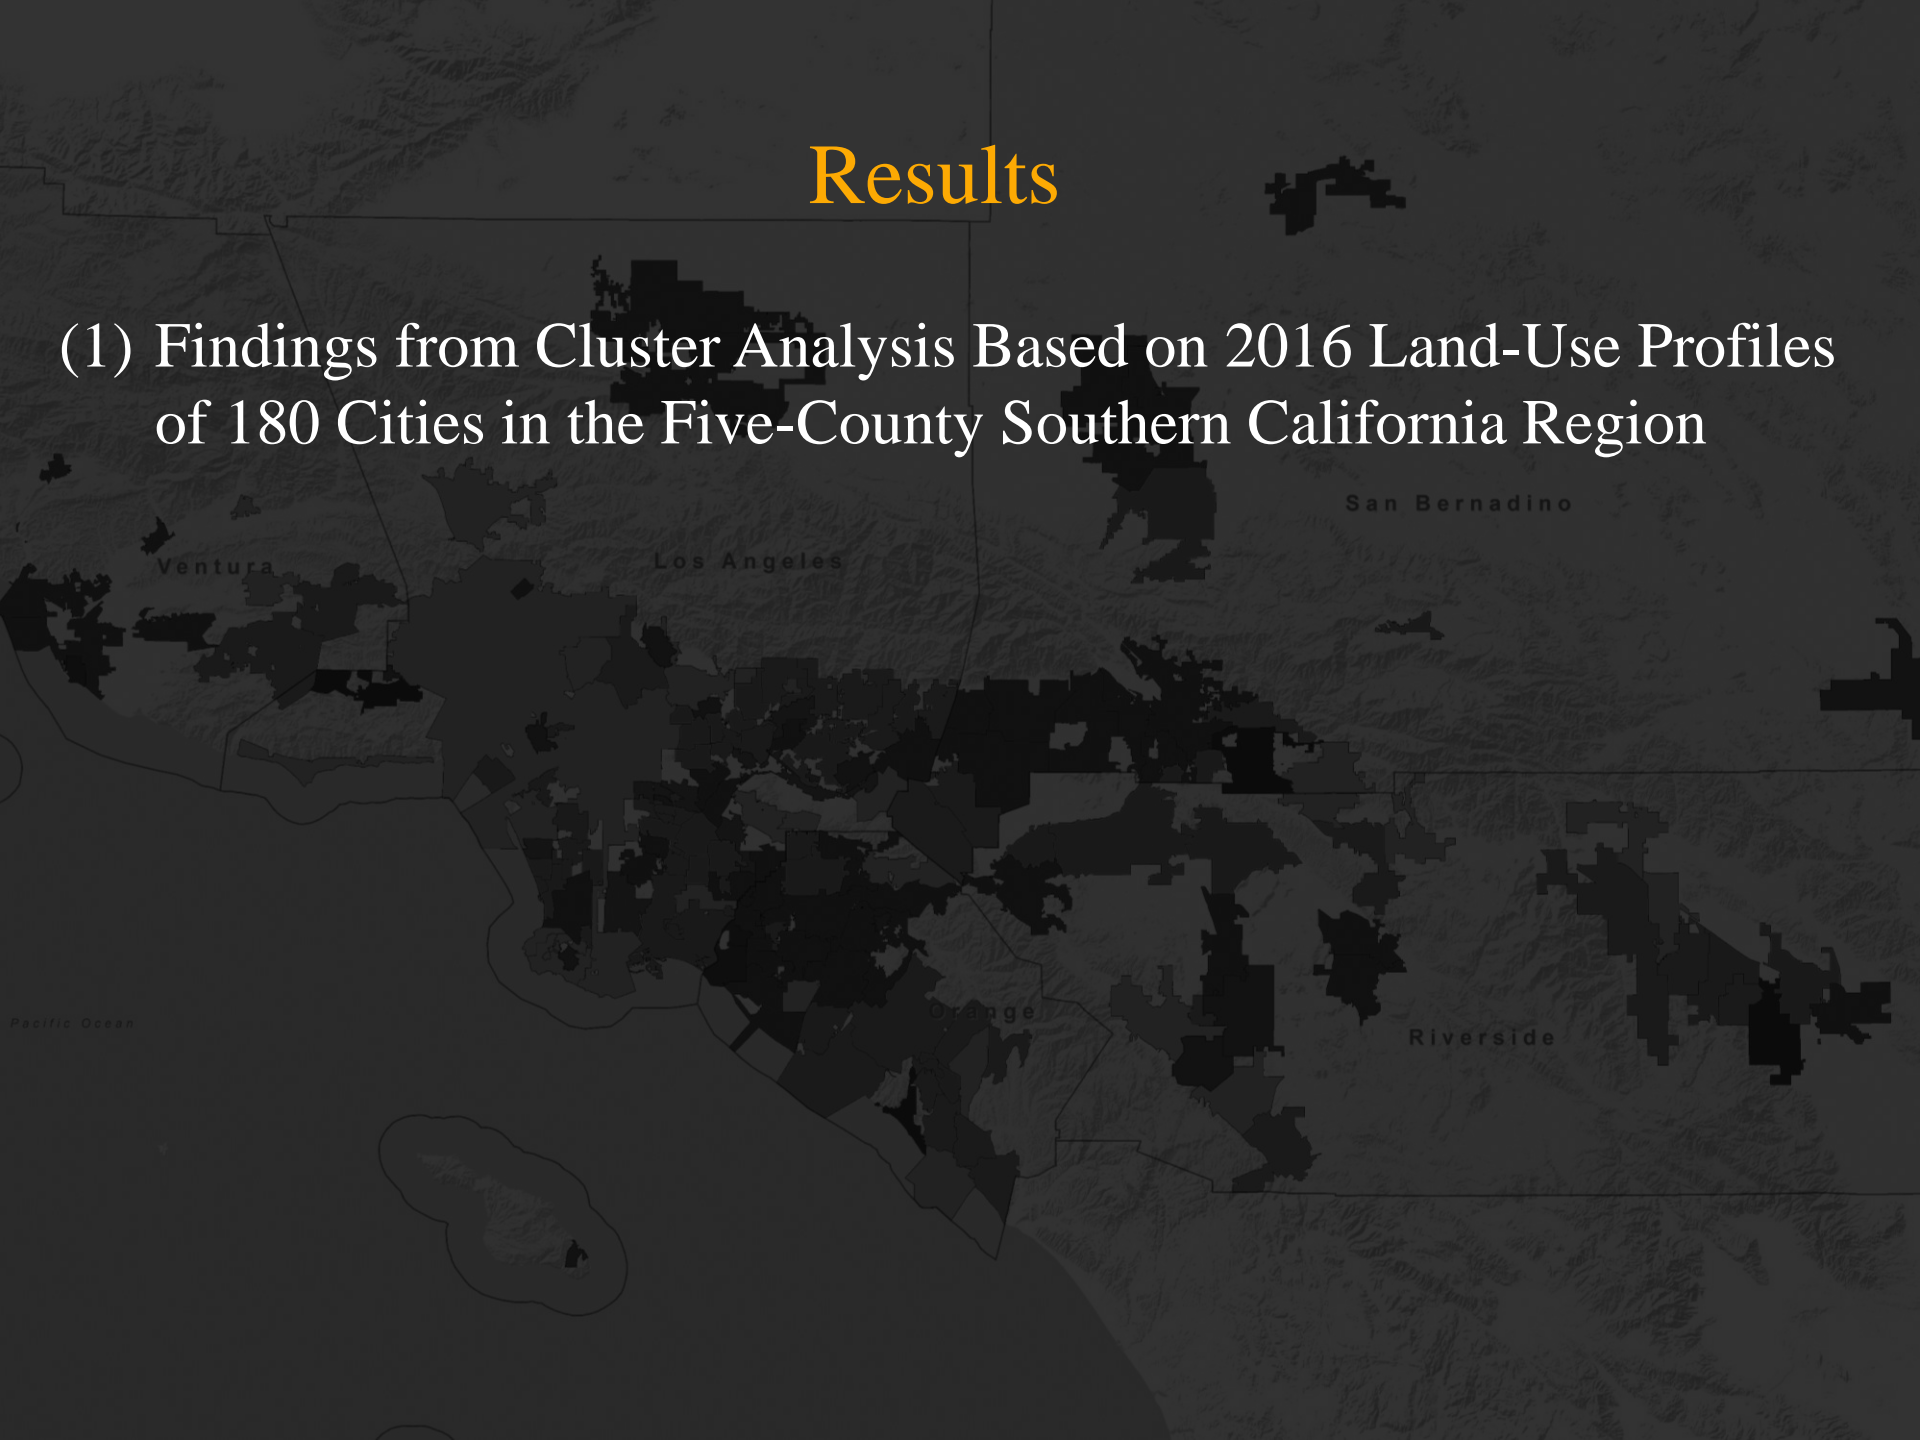 Results
(1) Findings from Cluster Analysis Based on 2016 Land-Use Profiles
of 180 Cities in the Five-County Southern California Region
San Bernadino
Los Angeles
Ventura
Orange
Pacific Ocean
Riverside